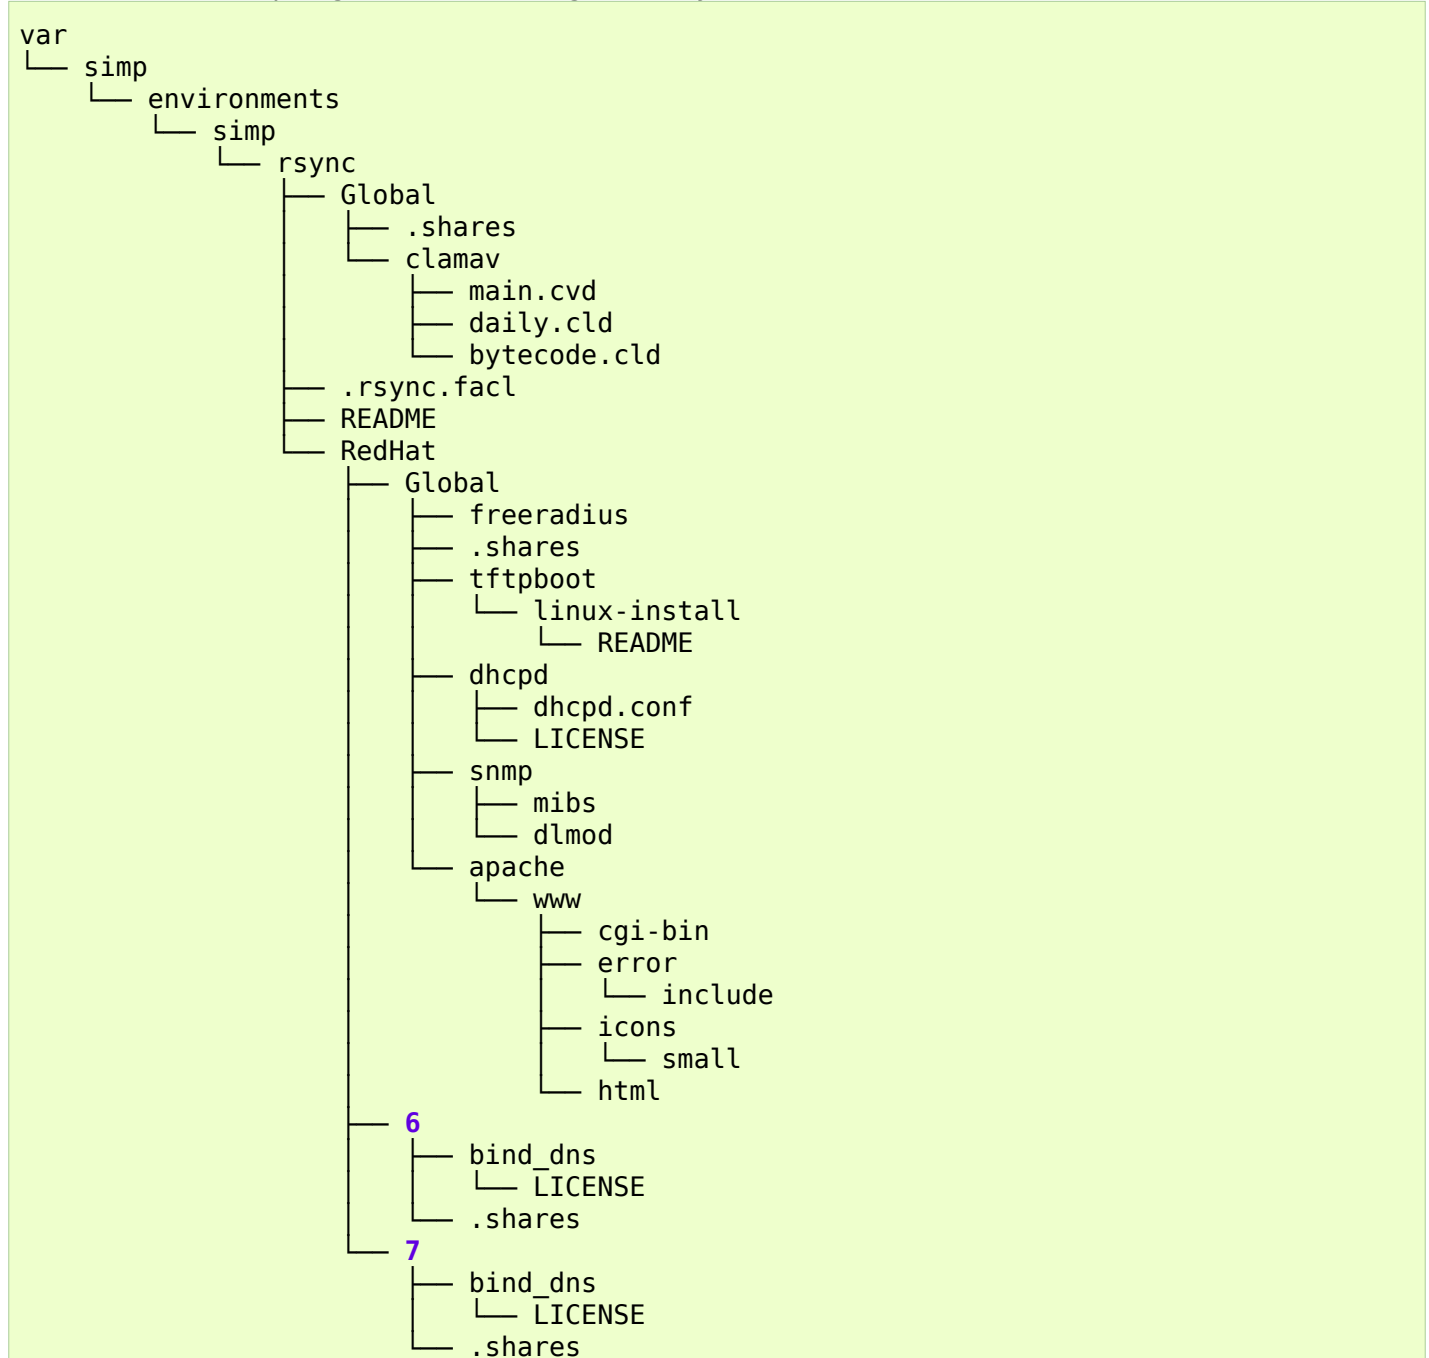 var
└── simp
    └── environments
        └── simp
            └── rsync
                ├── Global
                │   ├── .shares
                │   └── clamav
                │       ├── main.cvd
                │       ├── daily.cld
                │       └── bytecode.cld
                ├── .rsync.facl
                ├── README
                └── RedHat
                    ├── Global
                    │   ├── freeradius
                    │   ├── .shares
                    │   ├── tftpboot
                    │   │   └── linux-install
                    │   │       └── README
                    │   ├── dhcpd
                    │   │   ├── dhcpd.conf
                    │   │   └── LICENSE
                    │   ├── snmp
                    │   │   ├── mibs
                    │   │   └── dlmod
                    │   └── apache
                    │       └── www
                    │           ├── cgi-bin
                    │           ├── error
                    │           │   └── include
                    │           ├── icons
                    │           │   └── small
                    │           └── html
                    ├── 6
                    │   ├── bind_dns
                    │   │   └── LICENSE
                    │   └── .shares
                    └── 7
                        ├── bind_dns
                        │   └── LICENSE
                        └── .shares